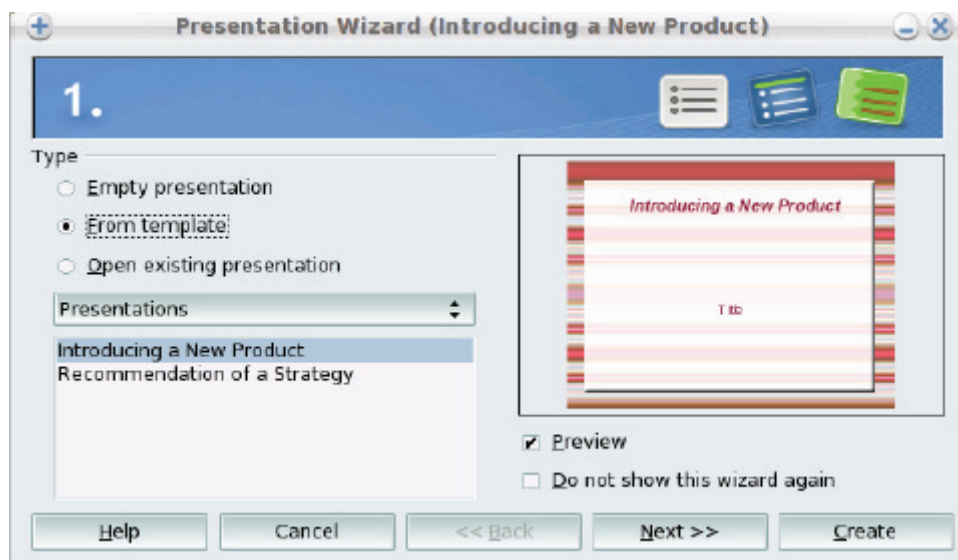 Presentation Wizard (Introducing a New Product)
1.
Type
Empty presentation
From template
Open existing presentation
Presentations
Introducing a New Product
Recommendation of a Strategy
Introducing a New Product
Preview
Do not show this wizard again
Help Cancel << Back Next >> Create